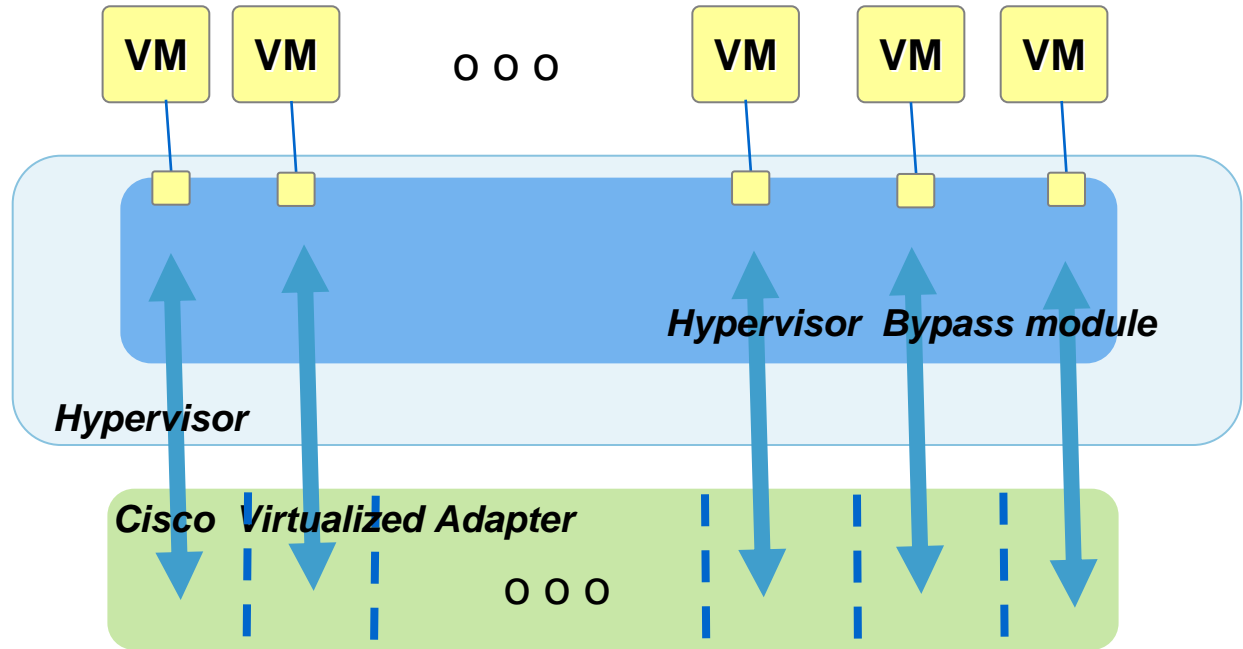 VM VM o o o VM VM VM
Hypervisor Bypass module
Hypervisor
Cisco Virtualized Adapter
o o o